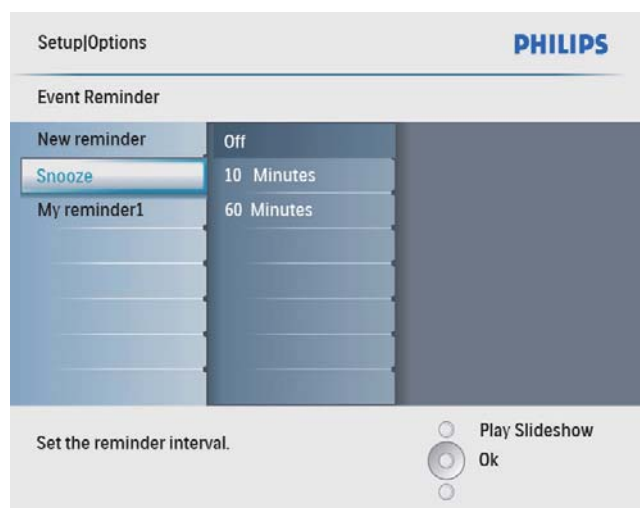 Setup|Options
PHILIPS
Event Reminder
New reminder
Off
Snooze
10 Minutes
My reminder1
60 Minutes
Set the reminder interval.
Play Slideshow
Ok